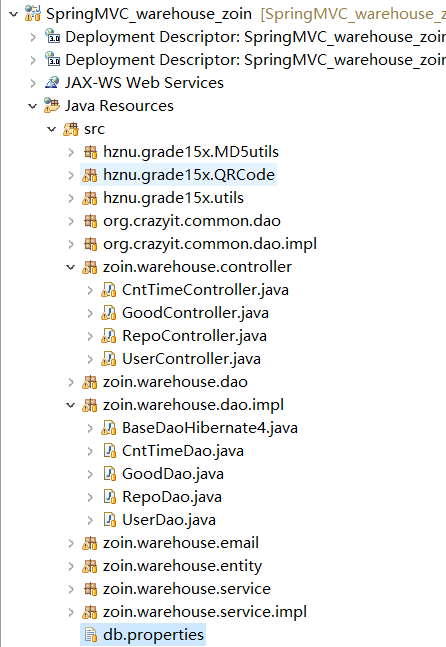 SpringMVC_warehouse_zoin [SpringMVC_warehouse_z
Deployment Descriptor: SpringMVC_warehouse_zoin
Deployment Descriptor: SpringMVC_warehouse_zoin
JAX-WS Web Services
Java Resources
src
hznu.grade15x.MD5utils
hznu.grade15x.QRCode
hznu.grade15x.utils
org.crazyit.common.dao
org.crazyit.common.dao.impl
zoin.warehouse.controller
CntTimeController.java
GoodController.java
RepoController.java
UserController.java
zoin.warehouse.dao
zoin.warehouse.dao.impl
BaseDaoHibernate4.java
CntTimeDao.java
GoodDao.java
RepoDao.java
UserDao.java
zoin.warehouse.email
zoin.warehouse.entity
zoin.warehouse.service
zoin.warehouse.service.impl
db.properties